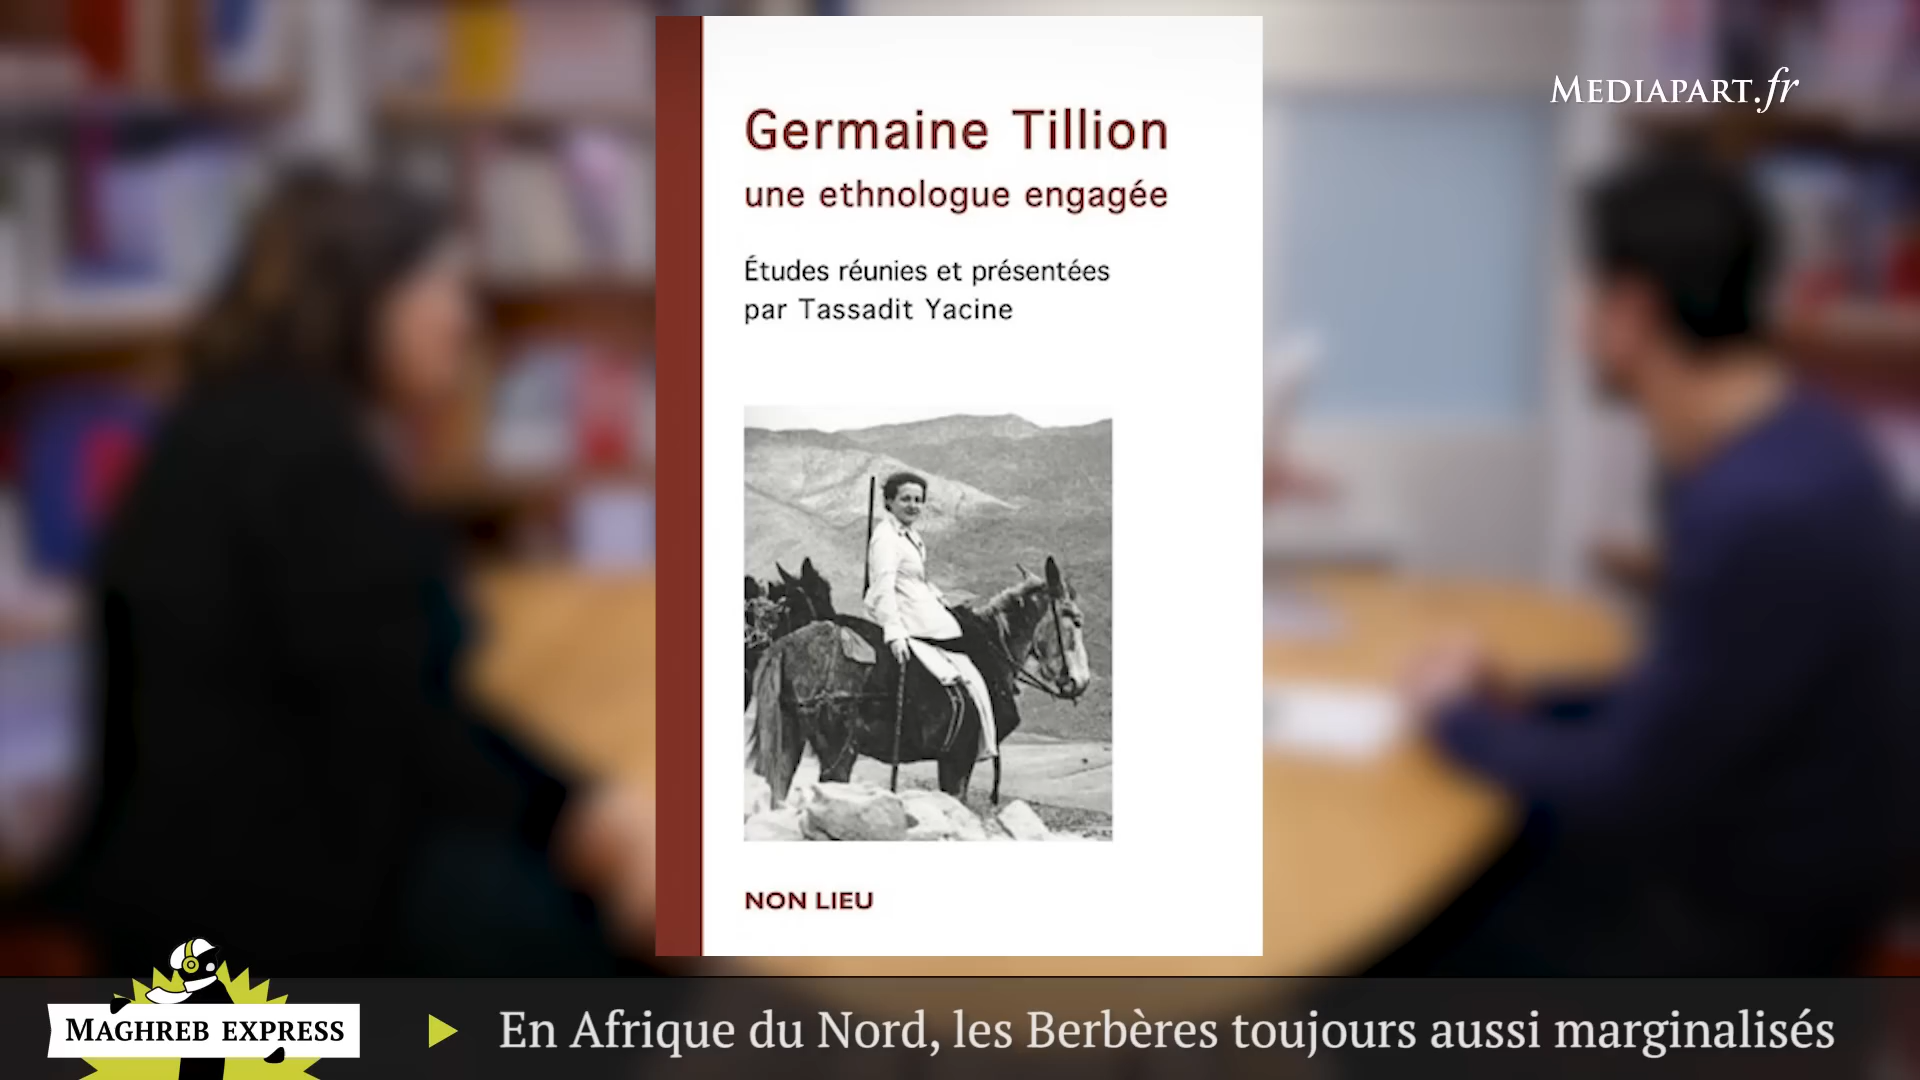 MEDIAPART.fr
Germaine Tillion
une ethnologue engagée
Études réunies et présentées
par Tassadit Yacine
NON LIEU
MAGHREB EXPRESS
En Afrique du Nord, les Berbères toujours aussi marginalisés